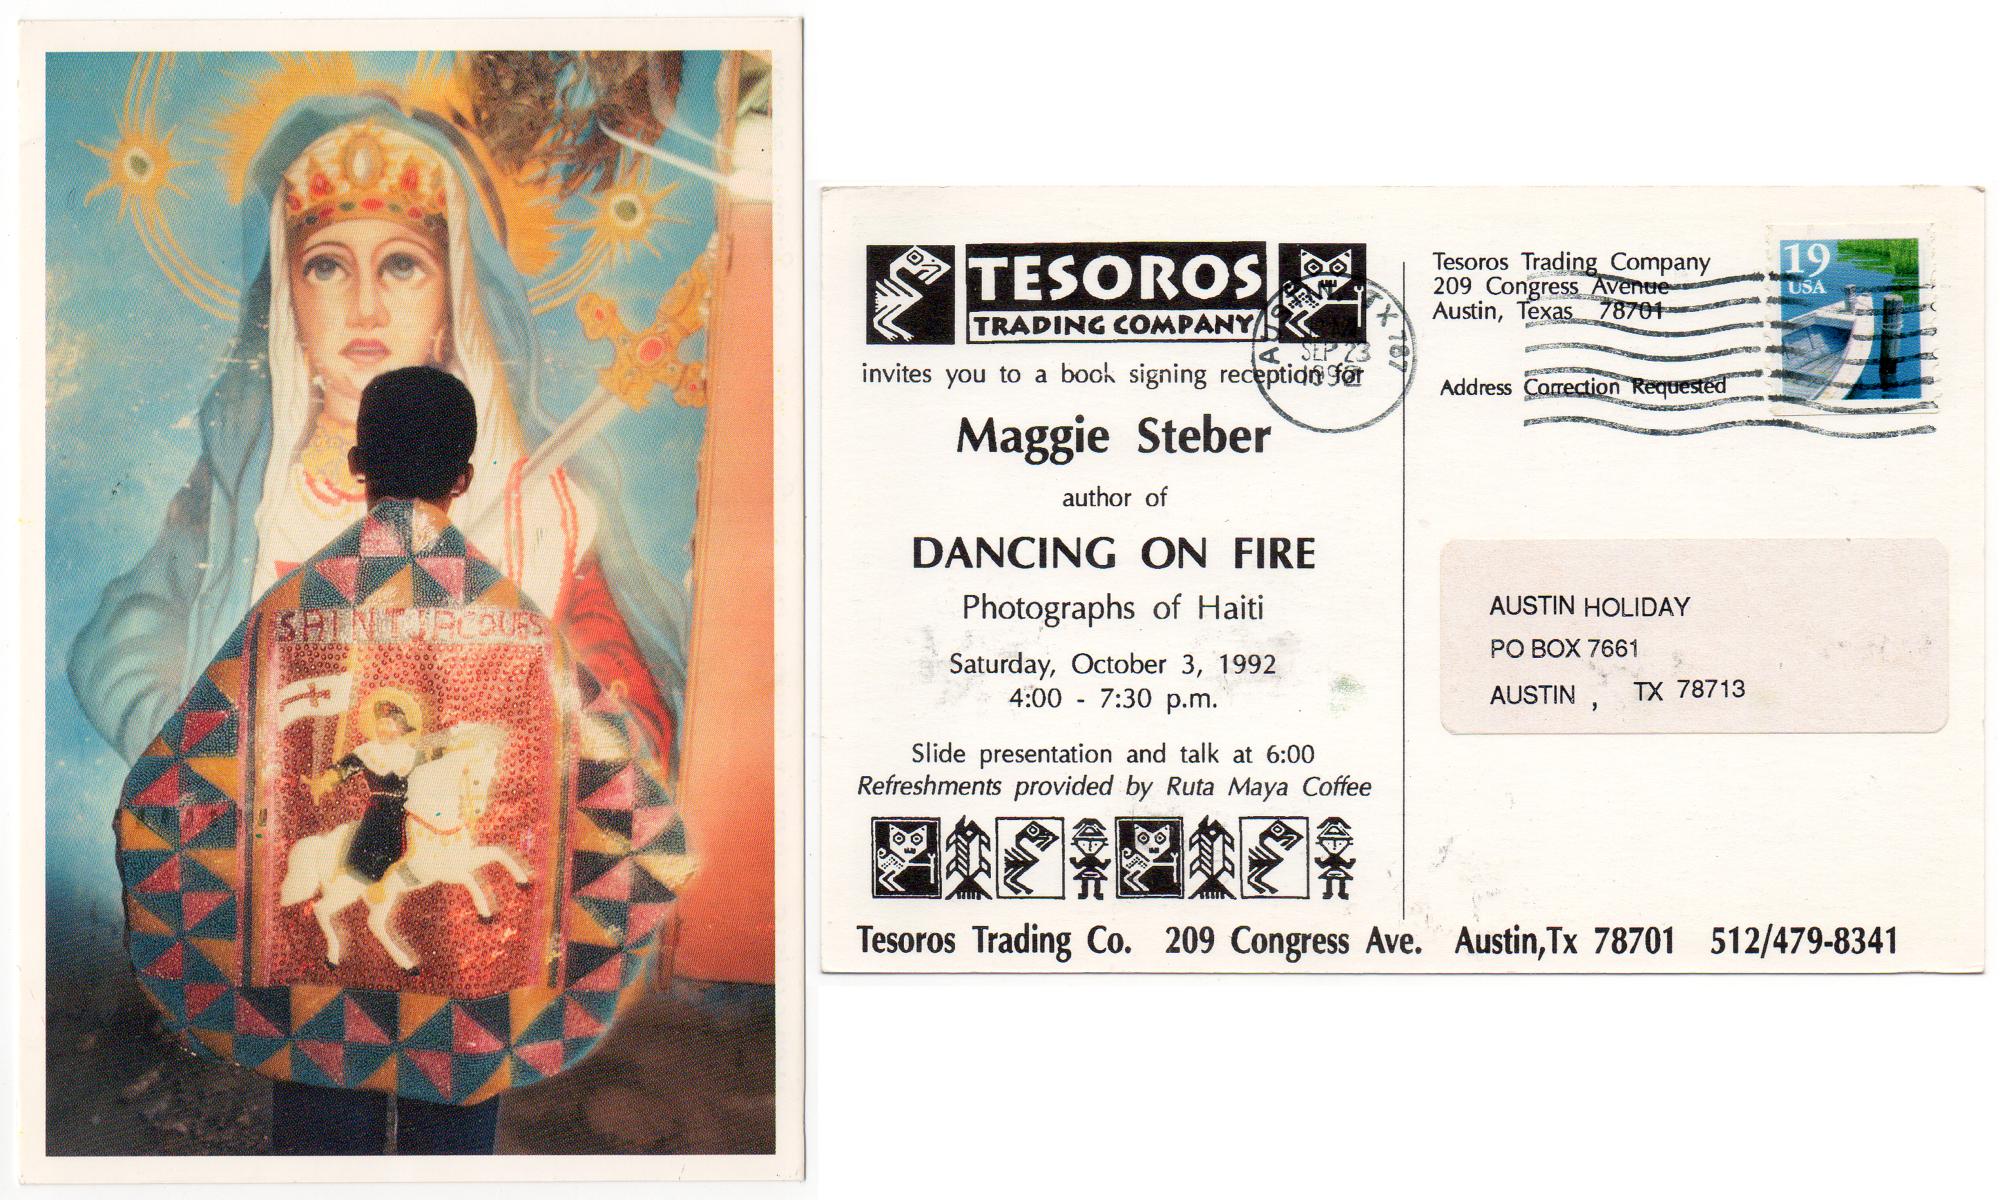 SAINT JACQUES
TESOROS
TRADING COMPANY
invites you to a book signing reception for
Maggie Steber
author of
DANCING ON FIRE
Photographs of Haiti
Saturday, October 3, 1992
4:00 - 7:30 p.m.
Slide presentation and talk at 6:00
Refreshments provided by Ruta Maya Coffee
Tesoros Trading Company
209 Congress Avenue
Austin, Texas 78701
Address Correction Requested
19
USA
AUSTIN TX 787
SEP 23
1992
AUSTIN HOLIDAY
PO BOX 7661
AUSTIN , TX 78713
Tesoros Trading Co. 209 Congress Ave. Austin,Tx 78701 512/479-8341